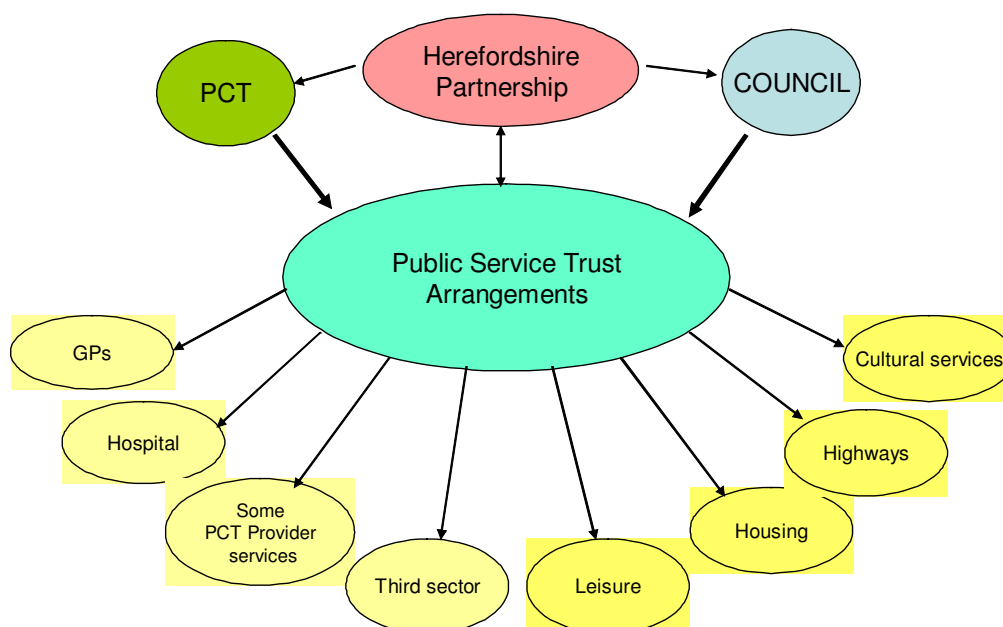 Herefordshire
Partnership
PCT
COUNCIL
Public Service Trust
Arrangements
GPs
Cultural services
Hospital
Highways
Some
PCT Provider
services
Housing
Third sector
Leisure